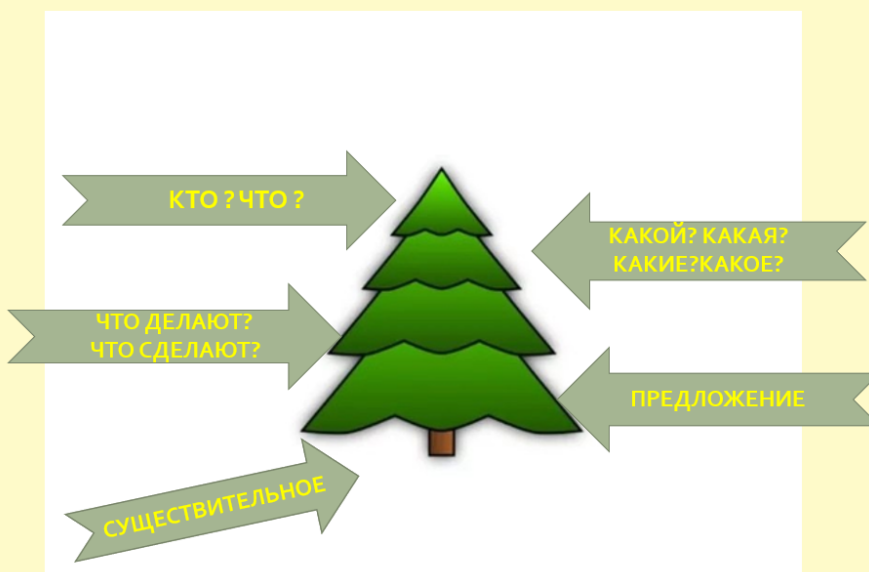 КТО ? ЧТО ?
КАКОЙ? КАКАЯ?
КАКИЕ?КАКОЕ?
ЧТО ДЕЛАЮТ?
ЧТО СДЕЛАЮТ?
ПРЕДЛОЖЕНИЕ
СУЩЕСТВИТЕЛЬНОЕ